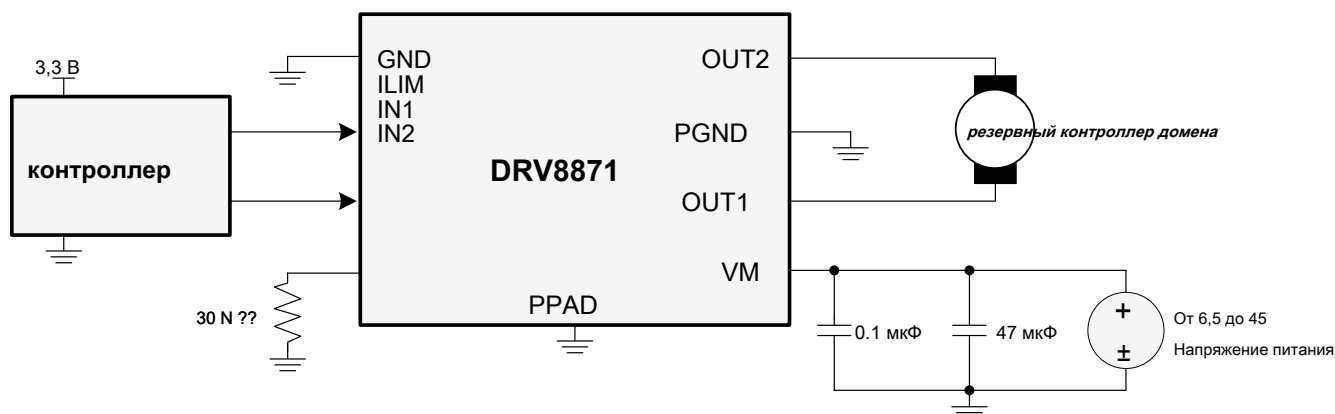 3,3 В
контроллер
GND
ILIM
IN1
IN2
DRV8871
OUT2
PGND
OUT1
VM
PPAD
резервный контроллер домена
30 N ??
0.1 мкФ
47 мкФ
+
±
От 6,5 до 45
Напряжение питания